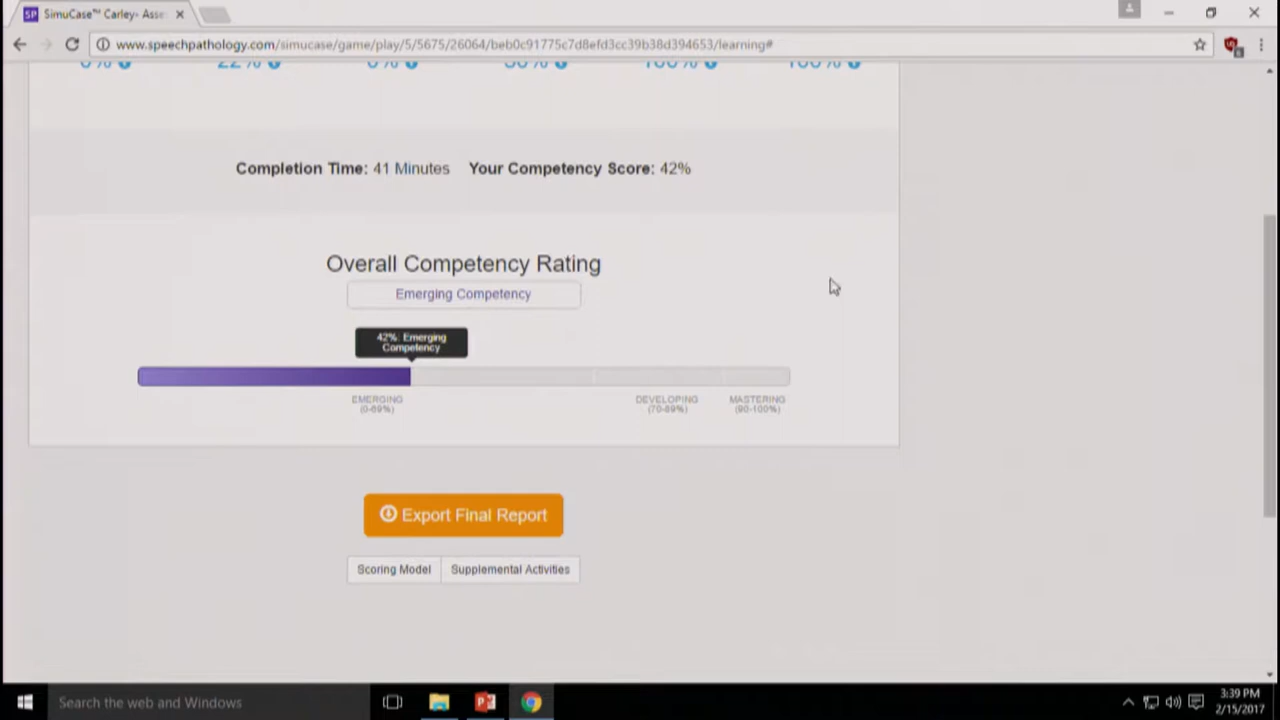 SimuCase™ Carley- Asse
www.speechpathology.com/simucase/game/play/5/5675/26064/beb0c91775c7d8efd3cc39b38d394653/learning#
Completion Time: 41 Minutes Your Competency Score: 42%
Overall Competency Rating
Emerging Competency
42%: Emerging
Competency
EMERGING
(0-69%)
DEVELOPING
(70-89%)
MASTERING
(90-100%)
Export Final Report
Scoring Model
Supplemental Activities
Search the web and Windows
3:39 PM
2/15/2017